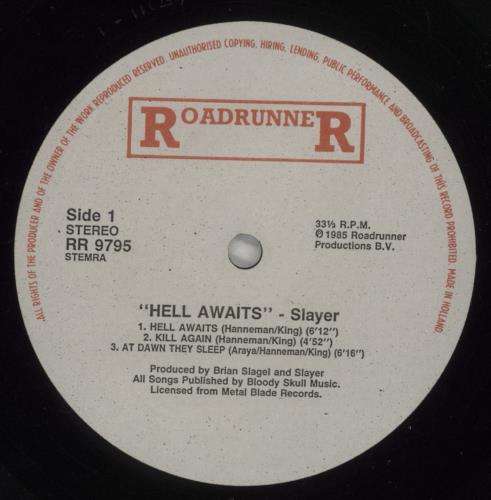 ALL RIGHTS OF THE PRODUCER AND OF THE OWNER OF THE WORK REPRODUCED RESERVED. UNAUTHORISED COPYING, HIRING, LENDING, PUBLIC PERFORMANCE AND BROADCASTING OF THIS RECORD PROHIBITED. MADE IN HOLLAND.
ROADRUNNER
Side 1
STEREO
RR 9795
STEMRA
33⅓ R.P.M.
℗ 1985 Roadrunner
Productions B.V.
"HELL AWAITS" - Slayer
1. HELL AWAITS (Hanneman/King) (6'12")
2. KILL AGAIN (Hanneman/King) (4'52")
3. AT DAWN THEY SLEEP (Araya/Hanneman/King) (6'16")
Produced by Brian Slagel and Slayer
All Songs Published by Bloody Skull Music.
Licensed from Metal Blade Records.